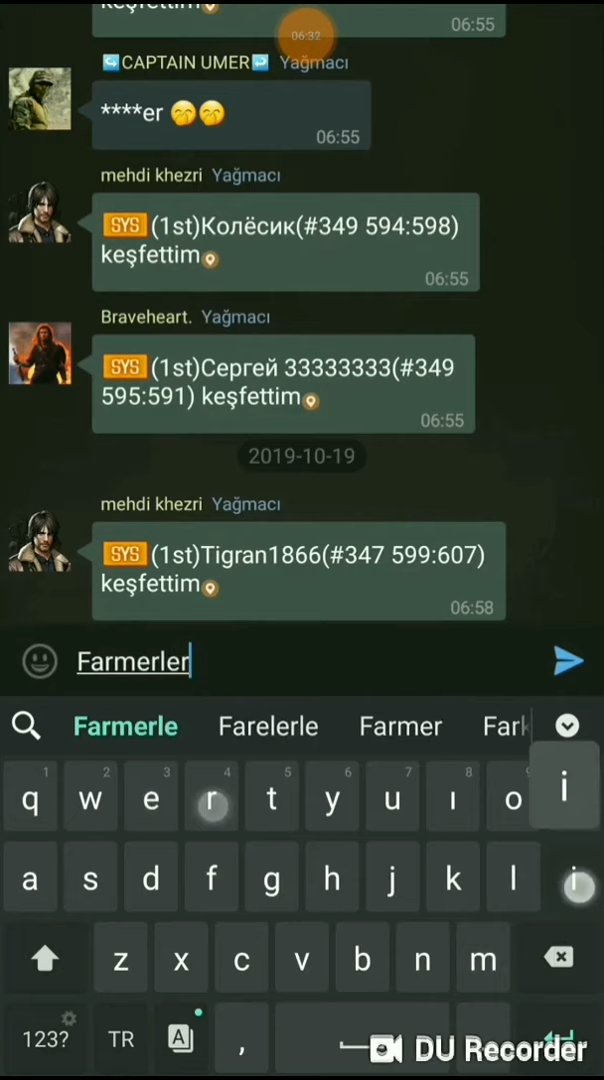 keşfettim
06:55
06:32
CAPTAIN UMER Yağmacı
****er 🤭🤭
06:55
mehdi khezri Yağmacı
SYS (1st)Колёсик(#349 594:598)
keşfettim
06:55
Braveheart. Yağmacı
SYS (1st)Сергей 33333333(#349
595:591) keşfettim
06:55
2019-10-19
mehdi khezri Yağmacı
SYS (1st)Tigran1866(#347 599:607)
keşfettim
06:58
Farmerler
Farmerle Farelerle Farmer Fark
1 2 3 4 5 6 7 8 9
q w e r t y u ı o i
a s d f g h j k l i
z x c v b n m
123? TR A ,
DU Recorder